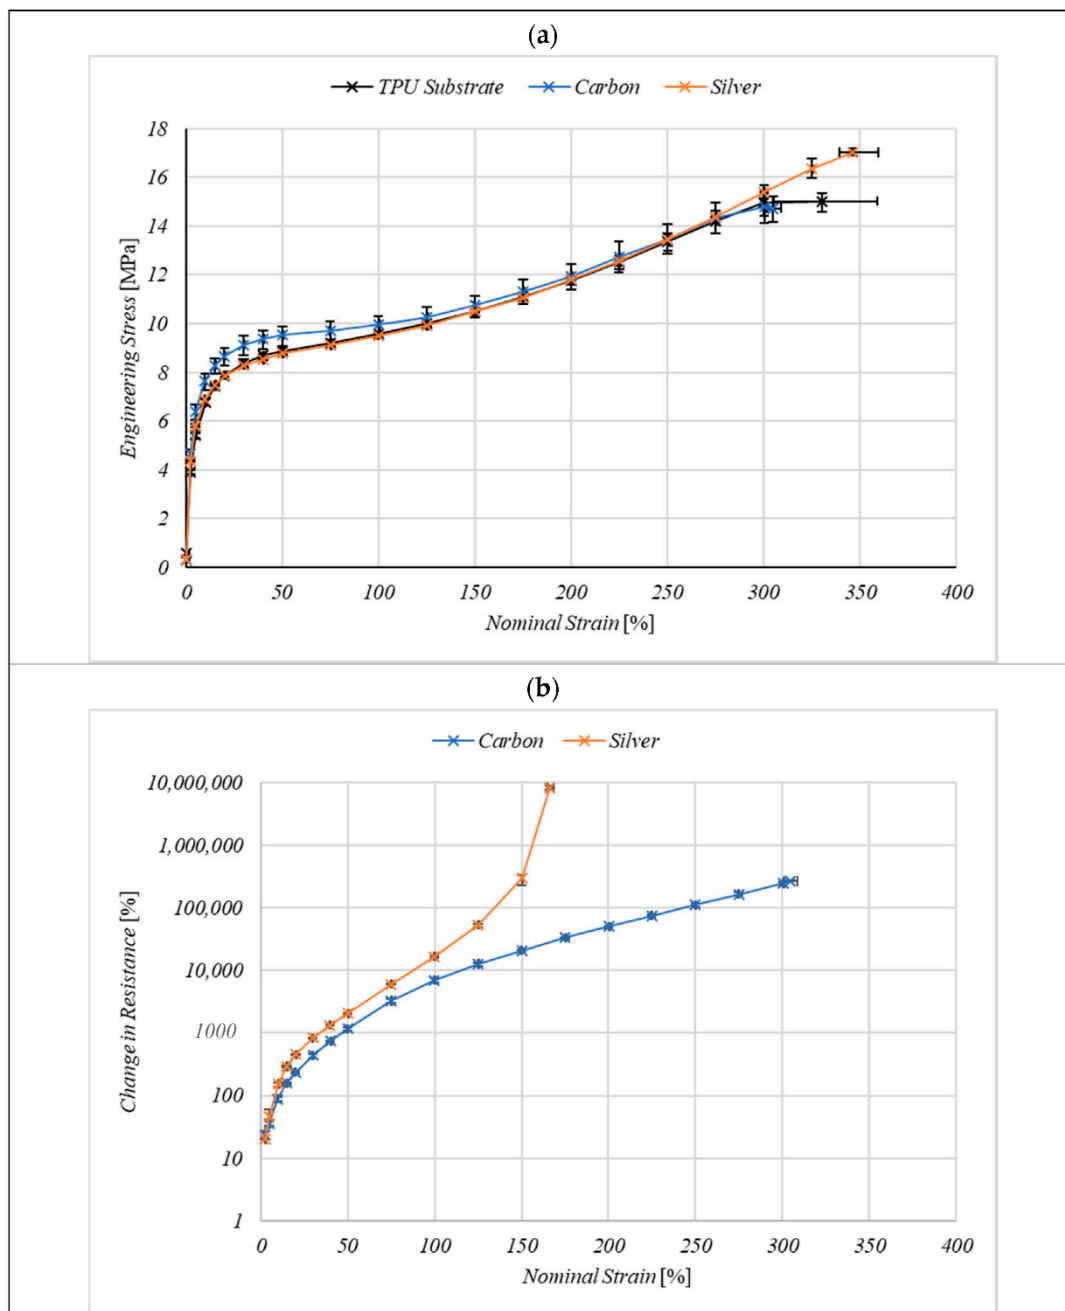 (a)
TPU Substrate Carbon Silver
18
16
14
12
10
8
6
4
2
0
Engineering Stress [MPa]
0 50 100 150 200 250 300 350 400
Nominal Strain [%]
(b)
Carbon Silver
10,000,000
1,000,000
100,000
10,000
1000
100
10
1
Change in Resistance [%]
0 50 100 150 200 250 300 350 400
Nominal Strain [%]